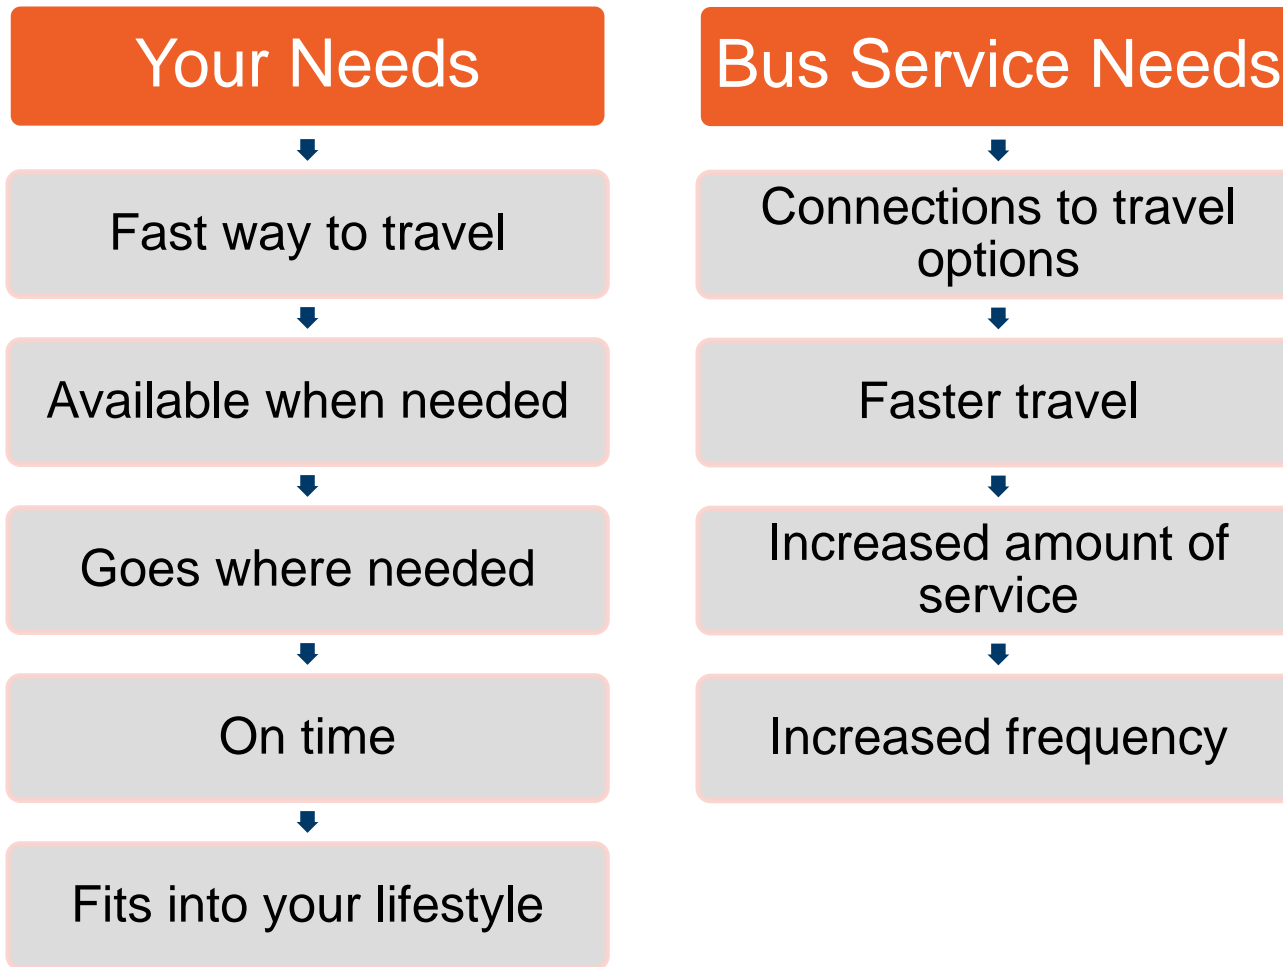 Your Needs
Fast way to travel
Available when needed
Goes where needed
On time
Fits into your lifestyle
Bus Service Needs
Connections to travel
options
Faster travel
Increased amount of
service
Increased frequency